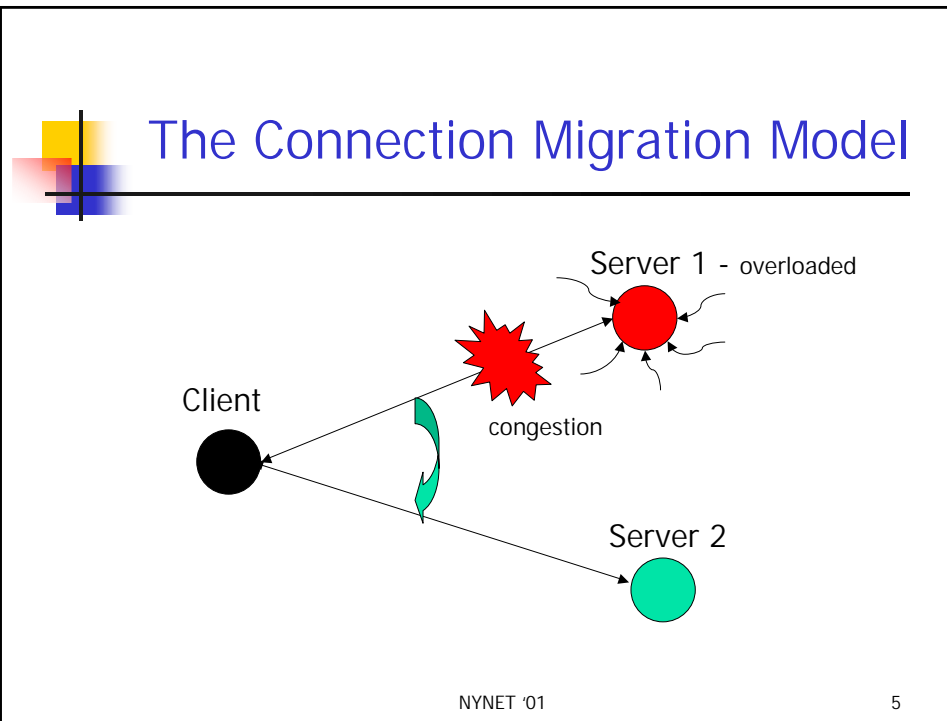 The Connection Migration Model
Server 1 - overloaded
Client
congestion
Server 2
NYNET ‘01
5